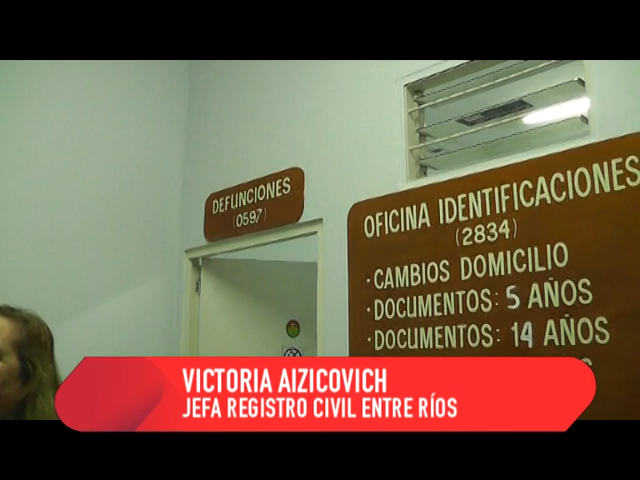 DEFUNCIONES
(0597)
OFICINA IDENTIFICACIONES
(2834)
·CAMBIOS DOMICILIO
·DOCUMENTOS: 5 AÑOS
·DOCUMENTOS: 14 AÑOS
VICTORIA AIZICOVICH
JEFA REGISTRO CIVIL ENTRE RÍOS